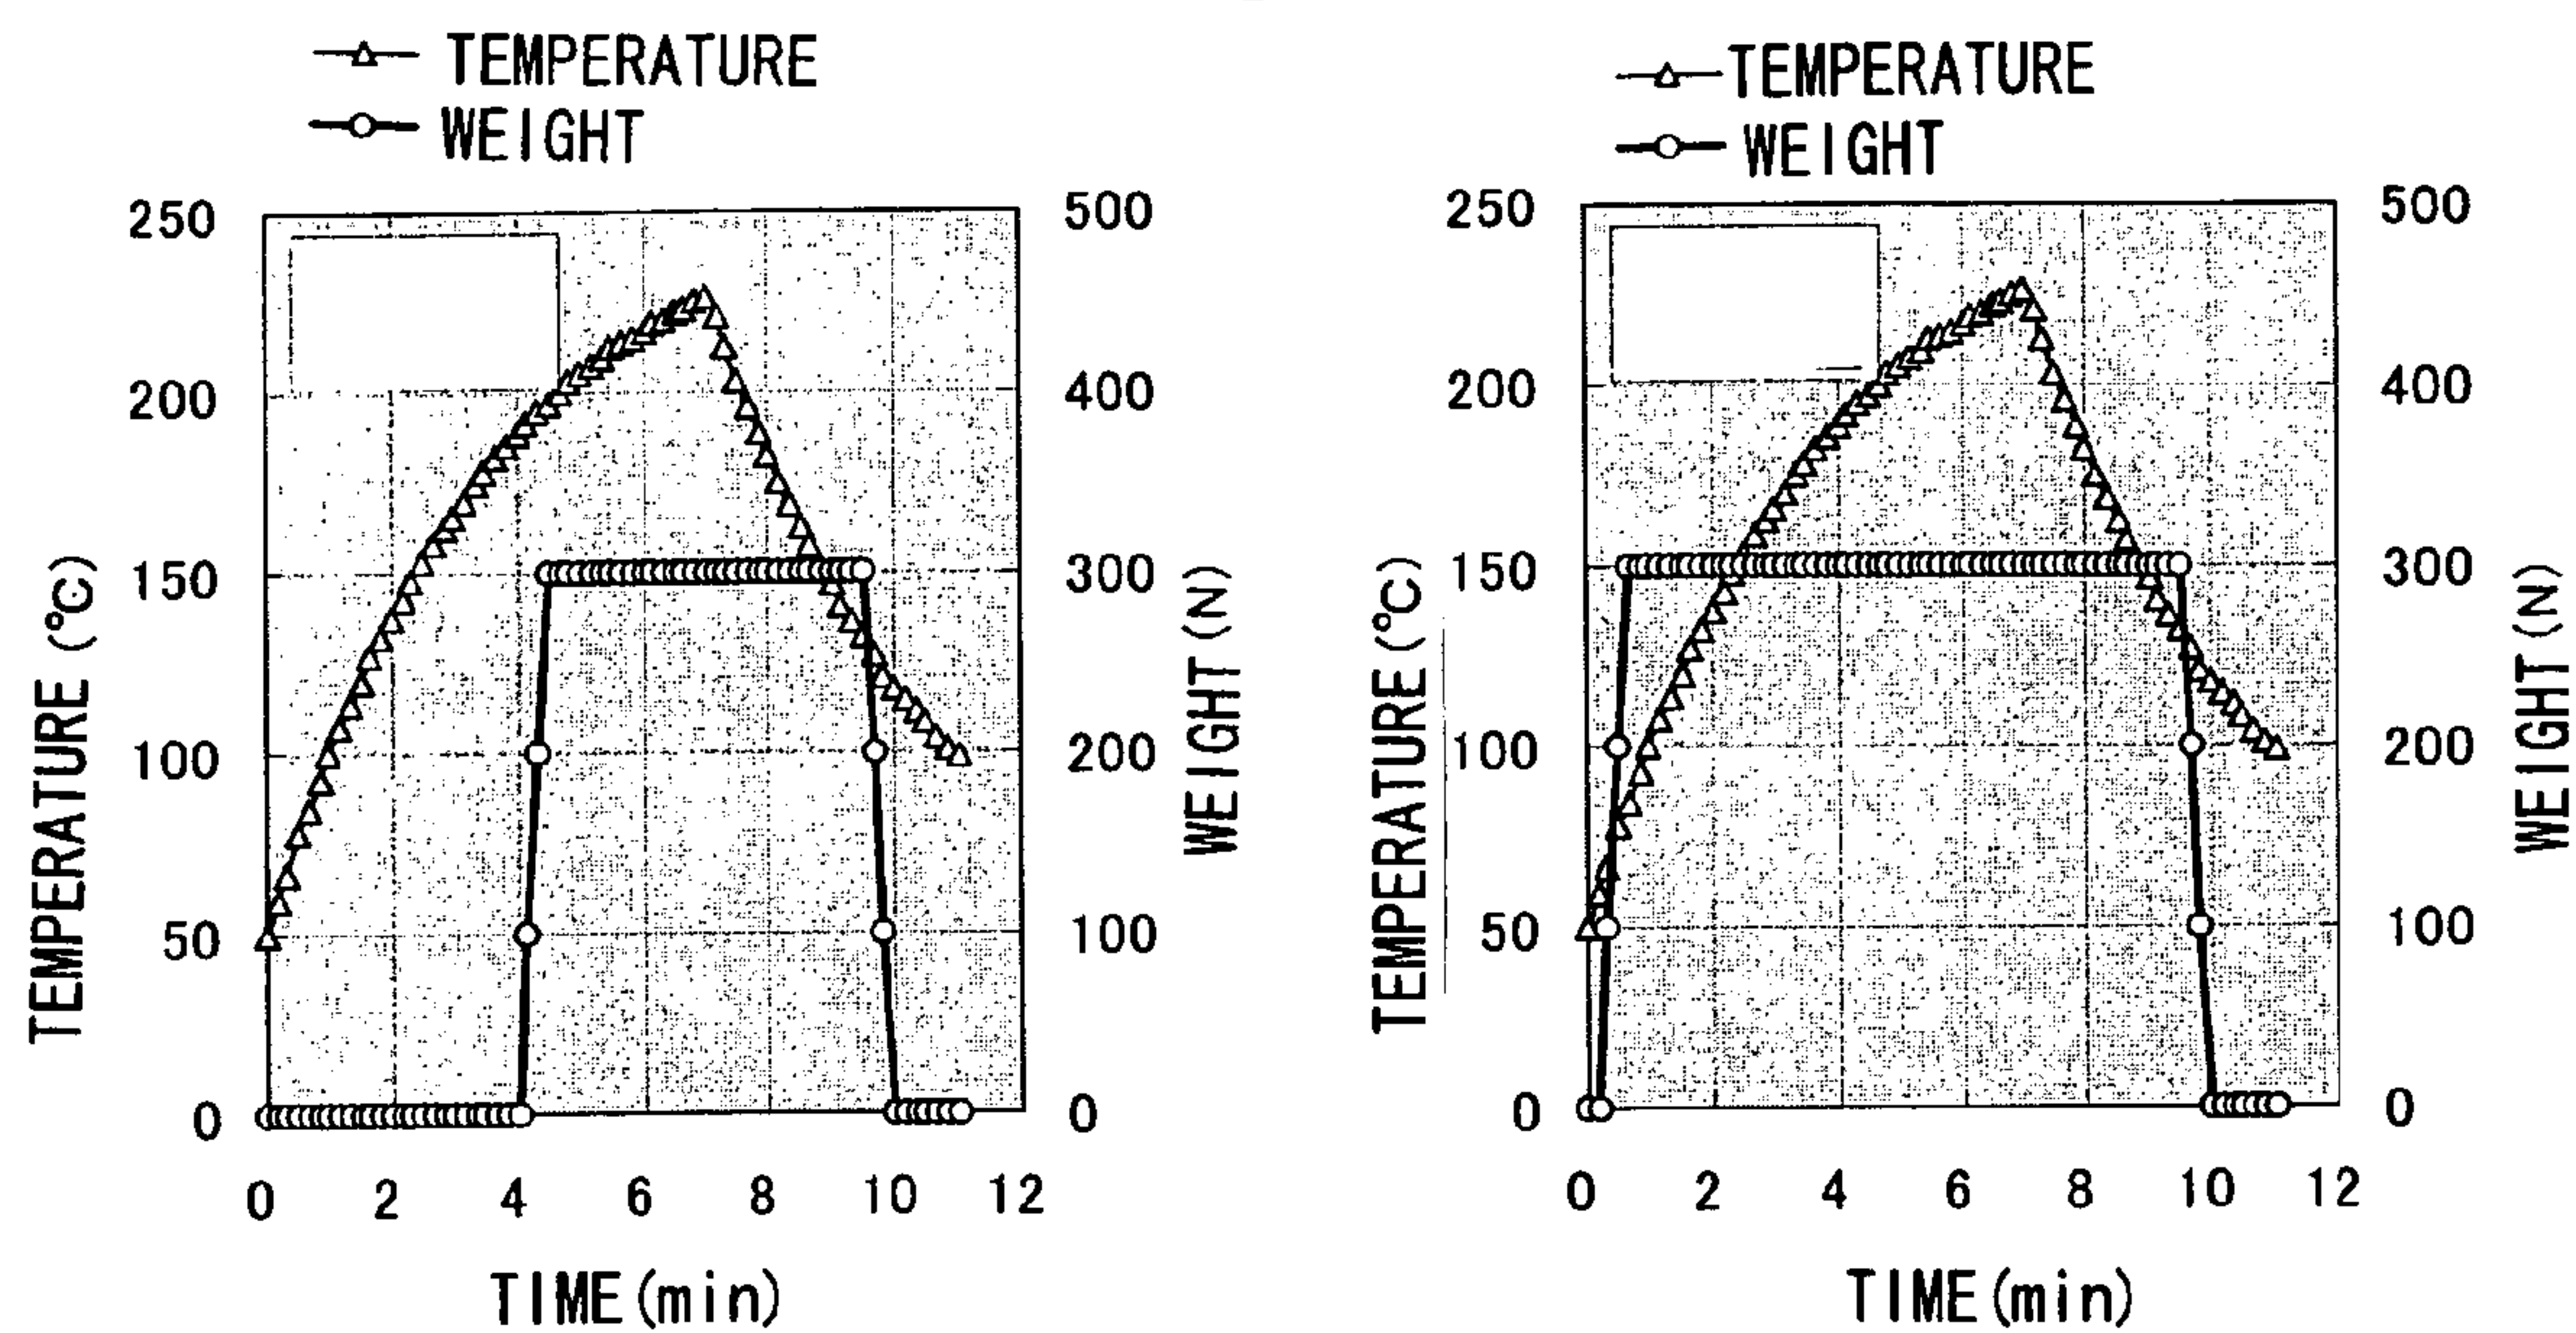 TEMPERATURE
WEIGHT
250
200
150
100
50
0
500
400
300
200
100
0
TEMPERATURE (℃)
WEIGHT (N)
0 2 4 6 8 10 12
TIME (min)
TEMPERATURE
WEIGHT
250
200
150
100
50
0
500
400
300
200
100
0
TEMPERATURE (℃)
WEIGHT (N)
0 2 4 6 8 10 12
TIME (min)